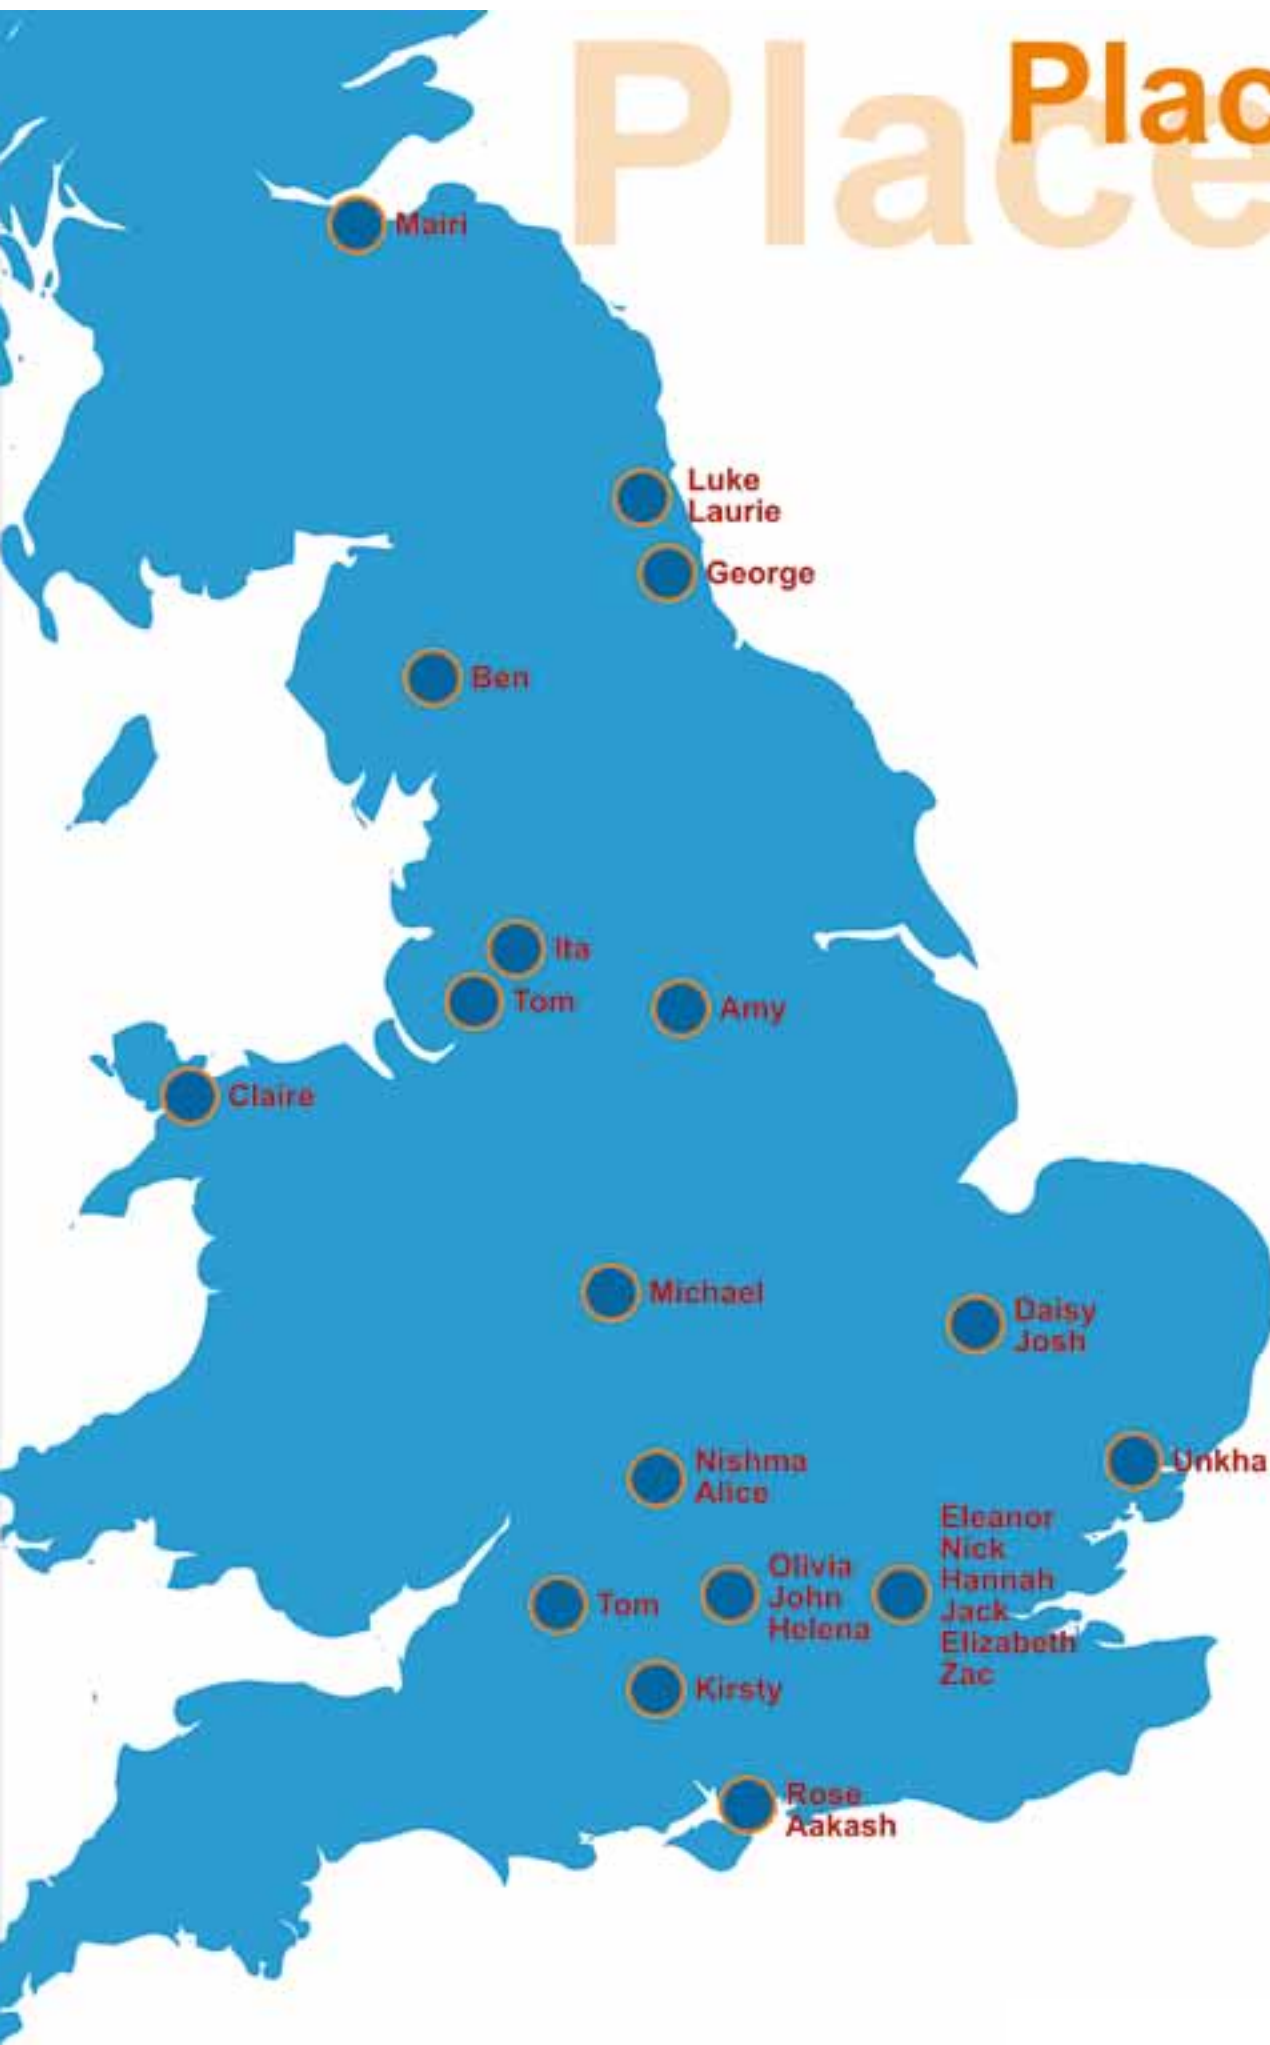 Place
Plac
Mairi
Luke
Laurie
George
Ben
Ita
Tom
Amy
Claire
Michael
Daisy
Josh
Unkha
Nishma
Alice
Eleanor
Nick
Hannah
Jack
Elizabeth
Zac
Olivia
John
Helena
Tom
Kirsty
Rose
Aakash